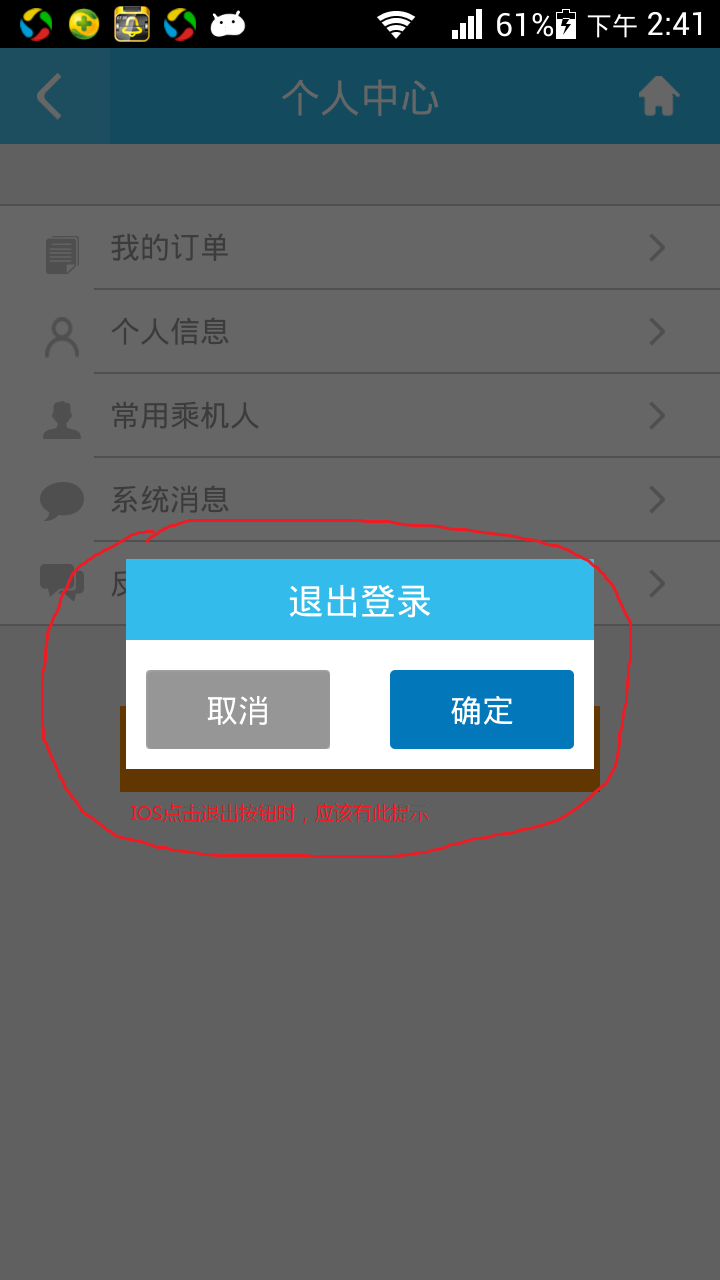 61% 下午 2:41
个人中心
我的订单
个人信息
常用乘机人
系统消息
反
退出登录
取消 确定
IOS点击退出按钮时，应该有此提示